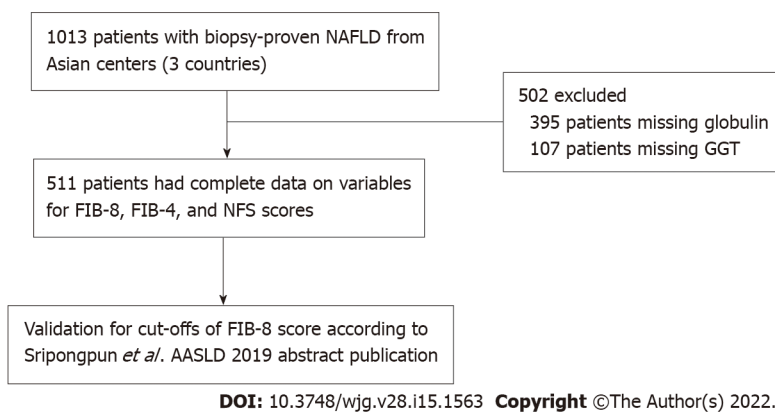 1013 patients with biopsy-proven NAFLD from
Asian centers (3 countries)
502 excluded
395 patients missing globulin
107 patients missing GGT
511 patients had complete data on variables
for FIB-8, FIB-4, and NFS scores
Validation for cut-offs of FIB-8 score according to
Sripongpun et al. AASLD 2019 abstract publication
DOI: 10.3748/wjg.v28.i15.1563 Copyright ©The Author(s) 2022.